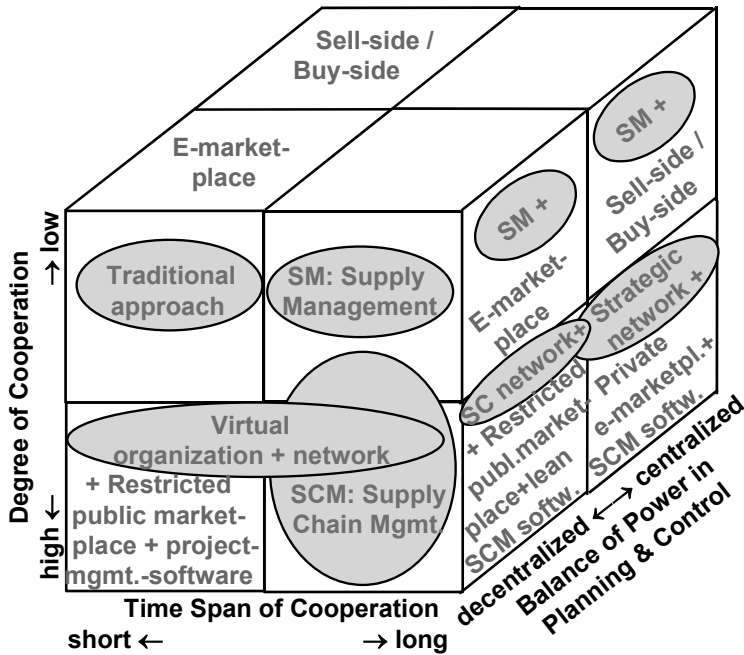 Sell-side /
Buy-side
E-market-
place
SM +
Sell-side /
Buy-side
SM +
E-market-
place
Traditional
approach
SM: Supply
Management
Strategic
network +
Private
e-marketpl.+
SCM softw.
SC network+
+ Restricted
publ.market-
place+lean
SCM softw.
Virtual
organization + network
+ Restricted
public market-
place + project-
mgmt.-software
SCM: Supply
Chain Mgmt.
Degree of Cooperation
high ← → low
Time Span of Cooperation
short ← → long
decentralized ←→ centralized
Balance of Power in
Planning & Control